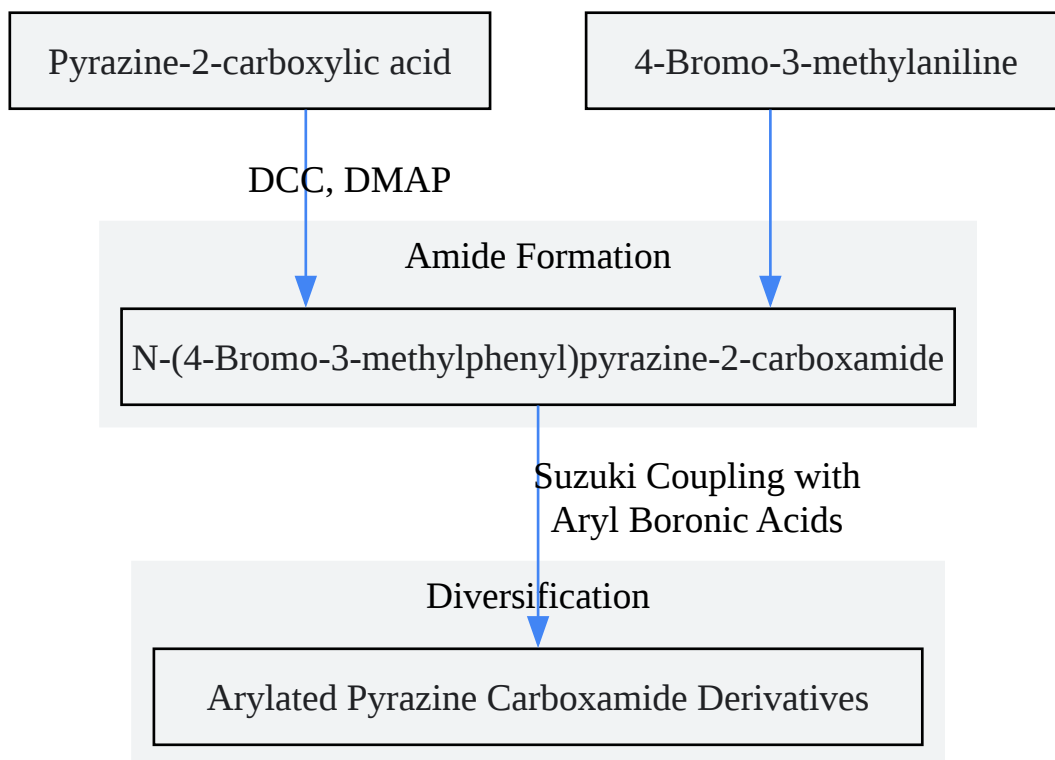 Pyrazine-2-carboxylic acid
4-Bromo-3-methylaniline
DCC, DMAP
Amide Formation
N-(4-Bromo-3-methylphenyl)pyrazine-2-carboxamide
Suzuki Coupling with
Aryl Boronic Acids
Diversification
Arylated Pyrazine Carboxamide Derivatives